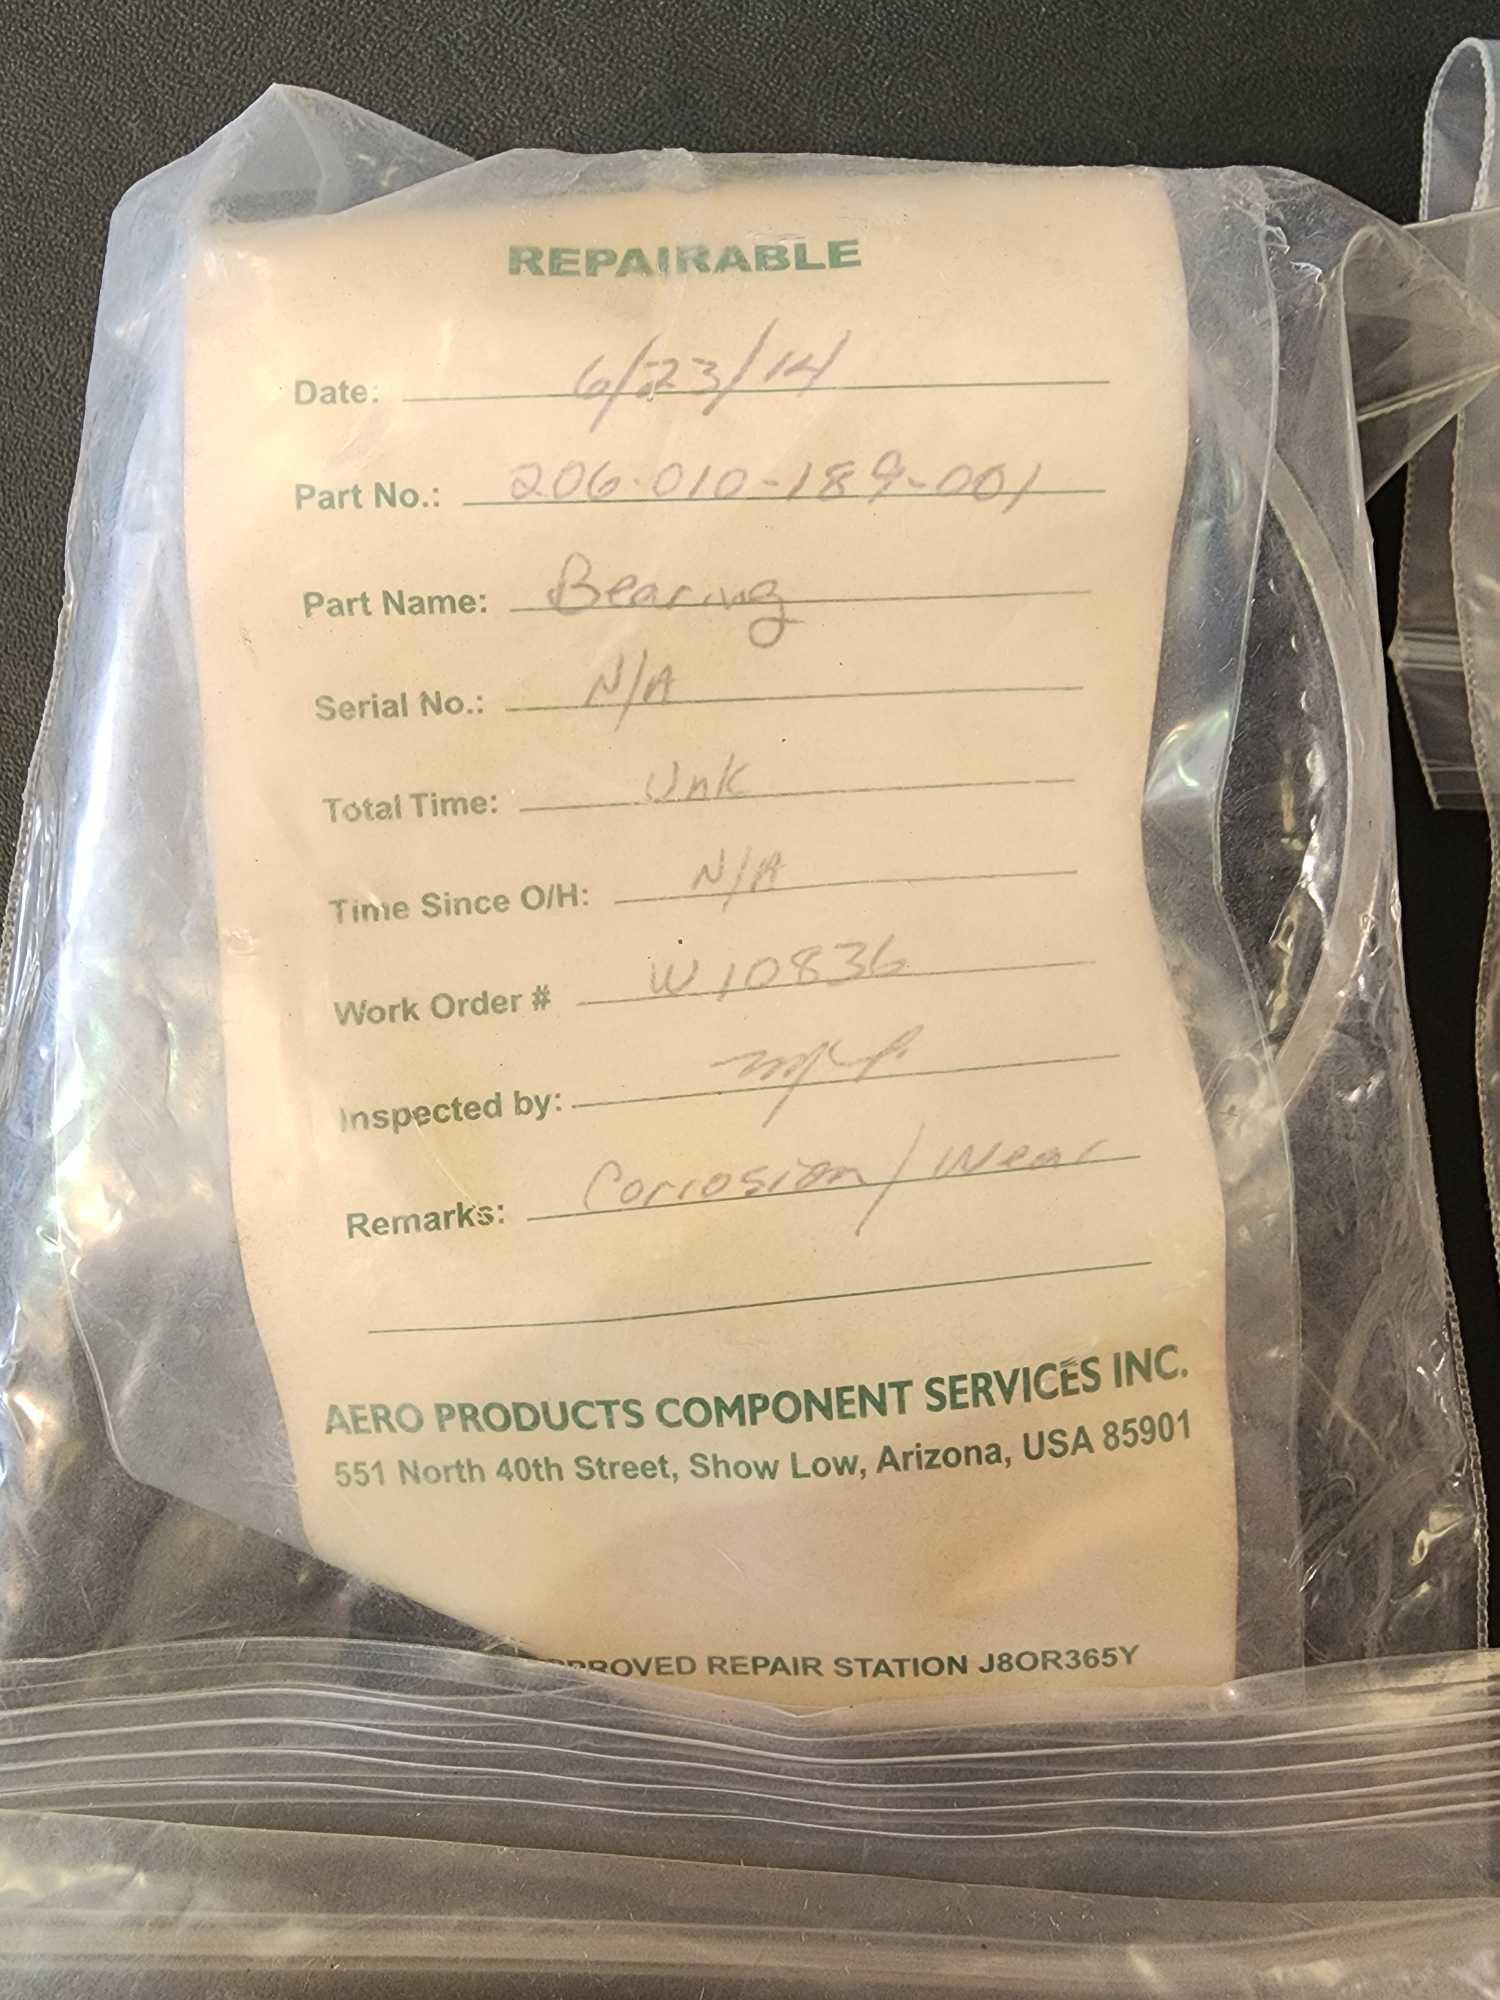 REPAIRABLE
Date: 6/23/14
Part No.: 206-010-189-001
Part Name: Bearing
Serial No.: N/A
Total Time: Unk
Time Since O/H: N/A
Work Order # W10836
Inspected by:
Remarks: Corrosion/Wear
AERO PRODUCTS COMPONENT SERVICES INC.
551 North 40th Street, Show Low, Arizona, USA 85901
REPAIR STATION J8OR365Y